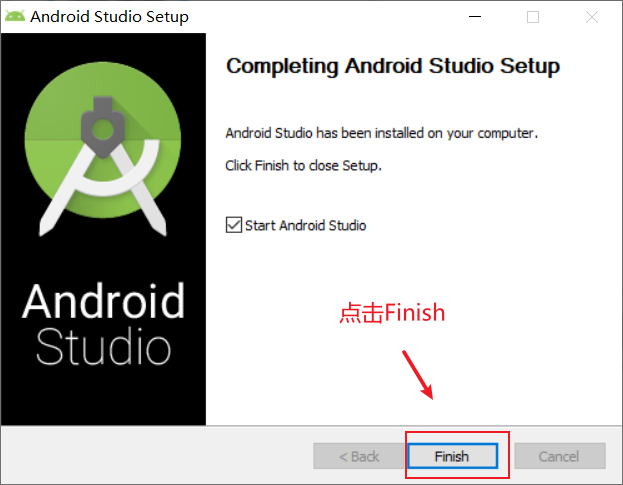 Android Studio Setup
Completing Android Studio Setup
Android Studio has been installed on your computer.
Click Finish to close Setup.
Start Android Studio
Android
Studio
点击Finish
< Back
Finish
Cancel